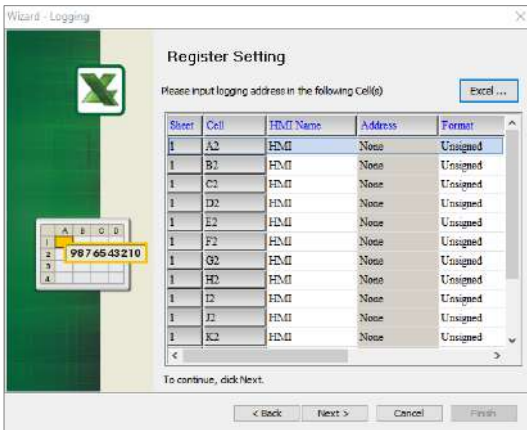 Wizard - Logging
Register Setting
Please input logging address in the following Cell(s)
Excel ...
Sheet Cell HMI Name Address Format
1 A2 HMI None Unsigned
1 B2 HMI None Unsigned
1 C2 HMI None Unsigned
1 D2 HMI None Unsigned
1 E2 HMI None Unsigned
1 F2 HMI None Unsigned
1 G2 HMI None Unsigned
1 H2 HMI None Unsigned
1 I2 HMI None Unsigned
1 J2 HMI None Unsigned
1 K2 HMI None Unsigned
A B C D
1
2 9876543210
3
4
To continue, click Next.
< Back Next > Cancel Finish